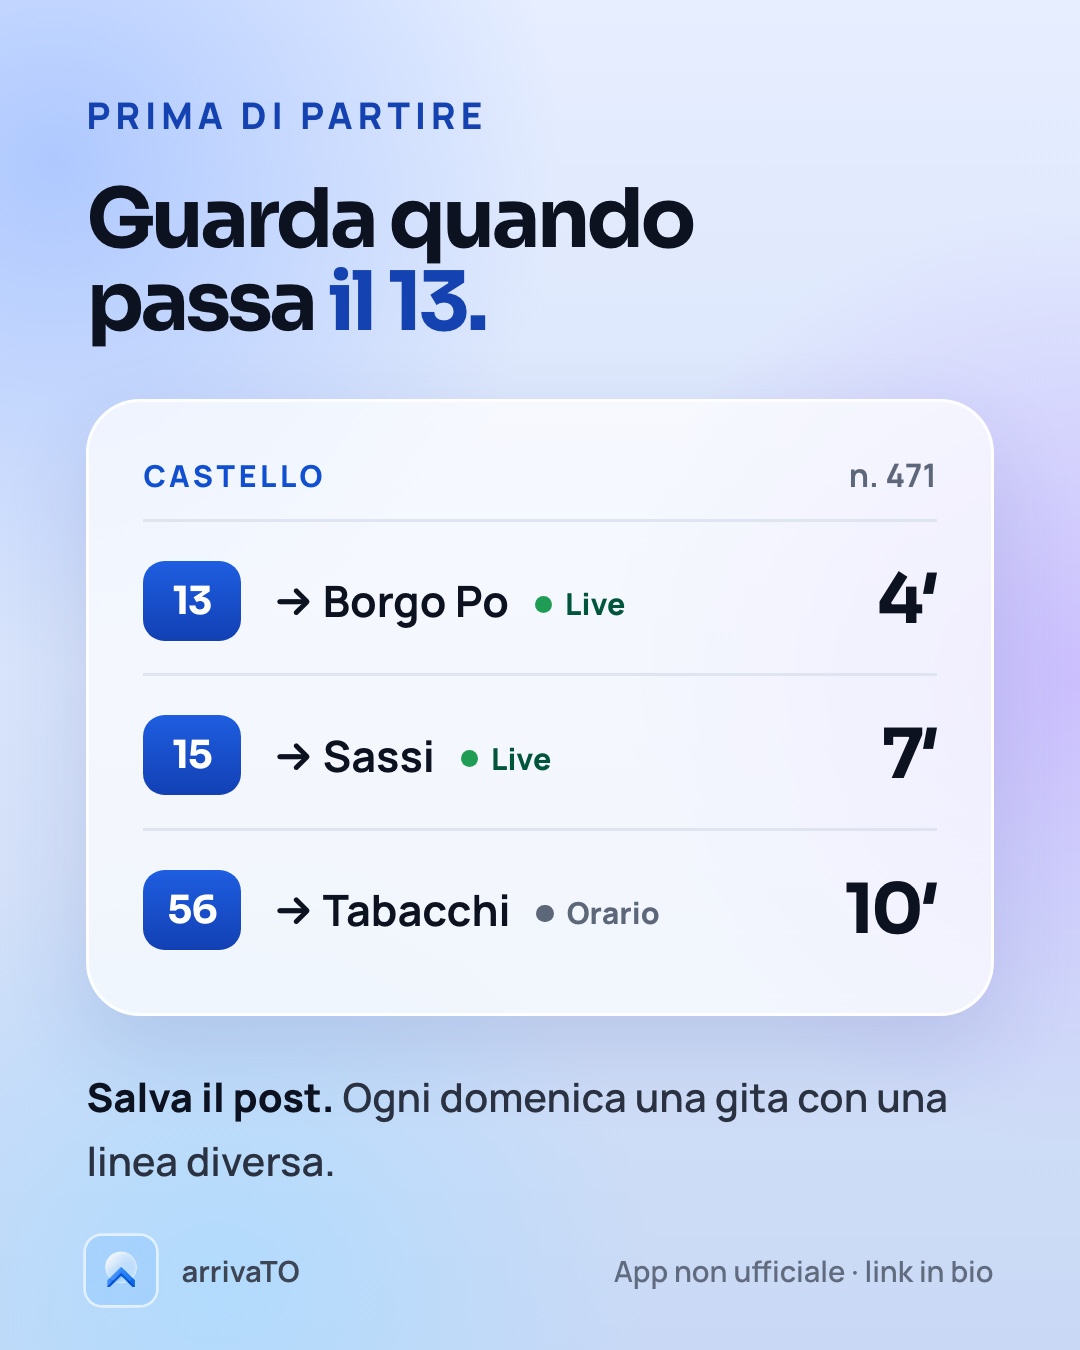 PRIMA DI PARTIRE
Guarda quando
passa il 13.
CASTELLO n. 471
13 → Borgo Po ● Live 4′
15 → Sassi ● Live 7′
56 → Tabacchi ● Orario 10′
Salva il post. Ogni domenica una gita con una
linea diversa.
arrivaTO App non ufficiale · link in bio